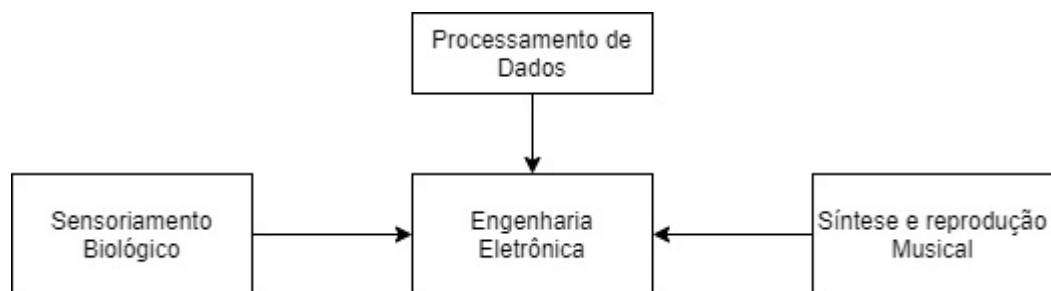 Processamento de
Dados
Sensoriamento
Biológico
Engenharia
Eletrônica
Síntese e reprodução
Musical